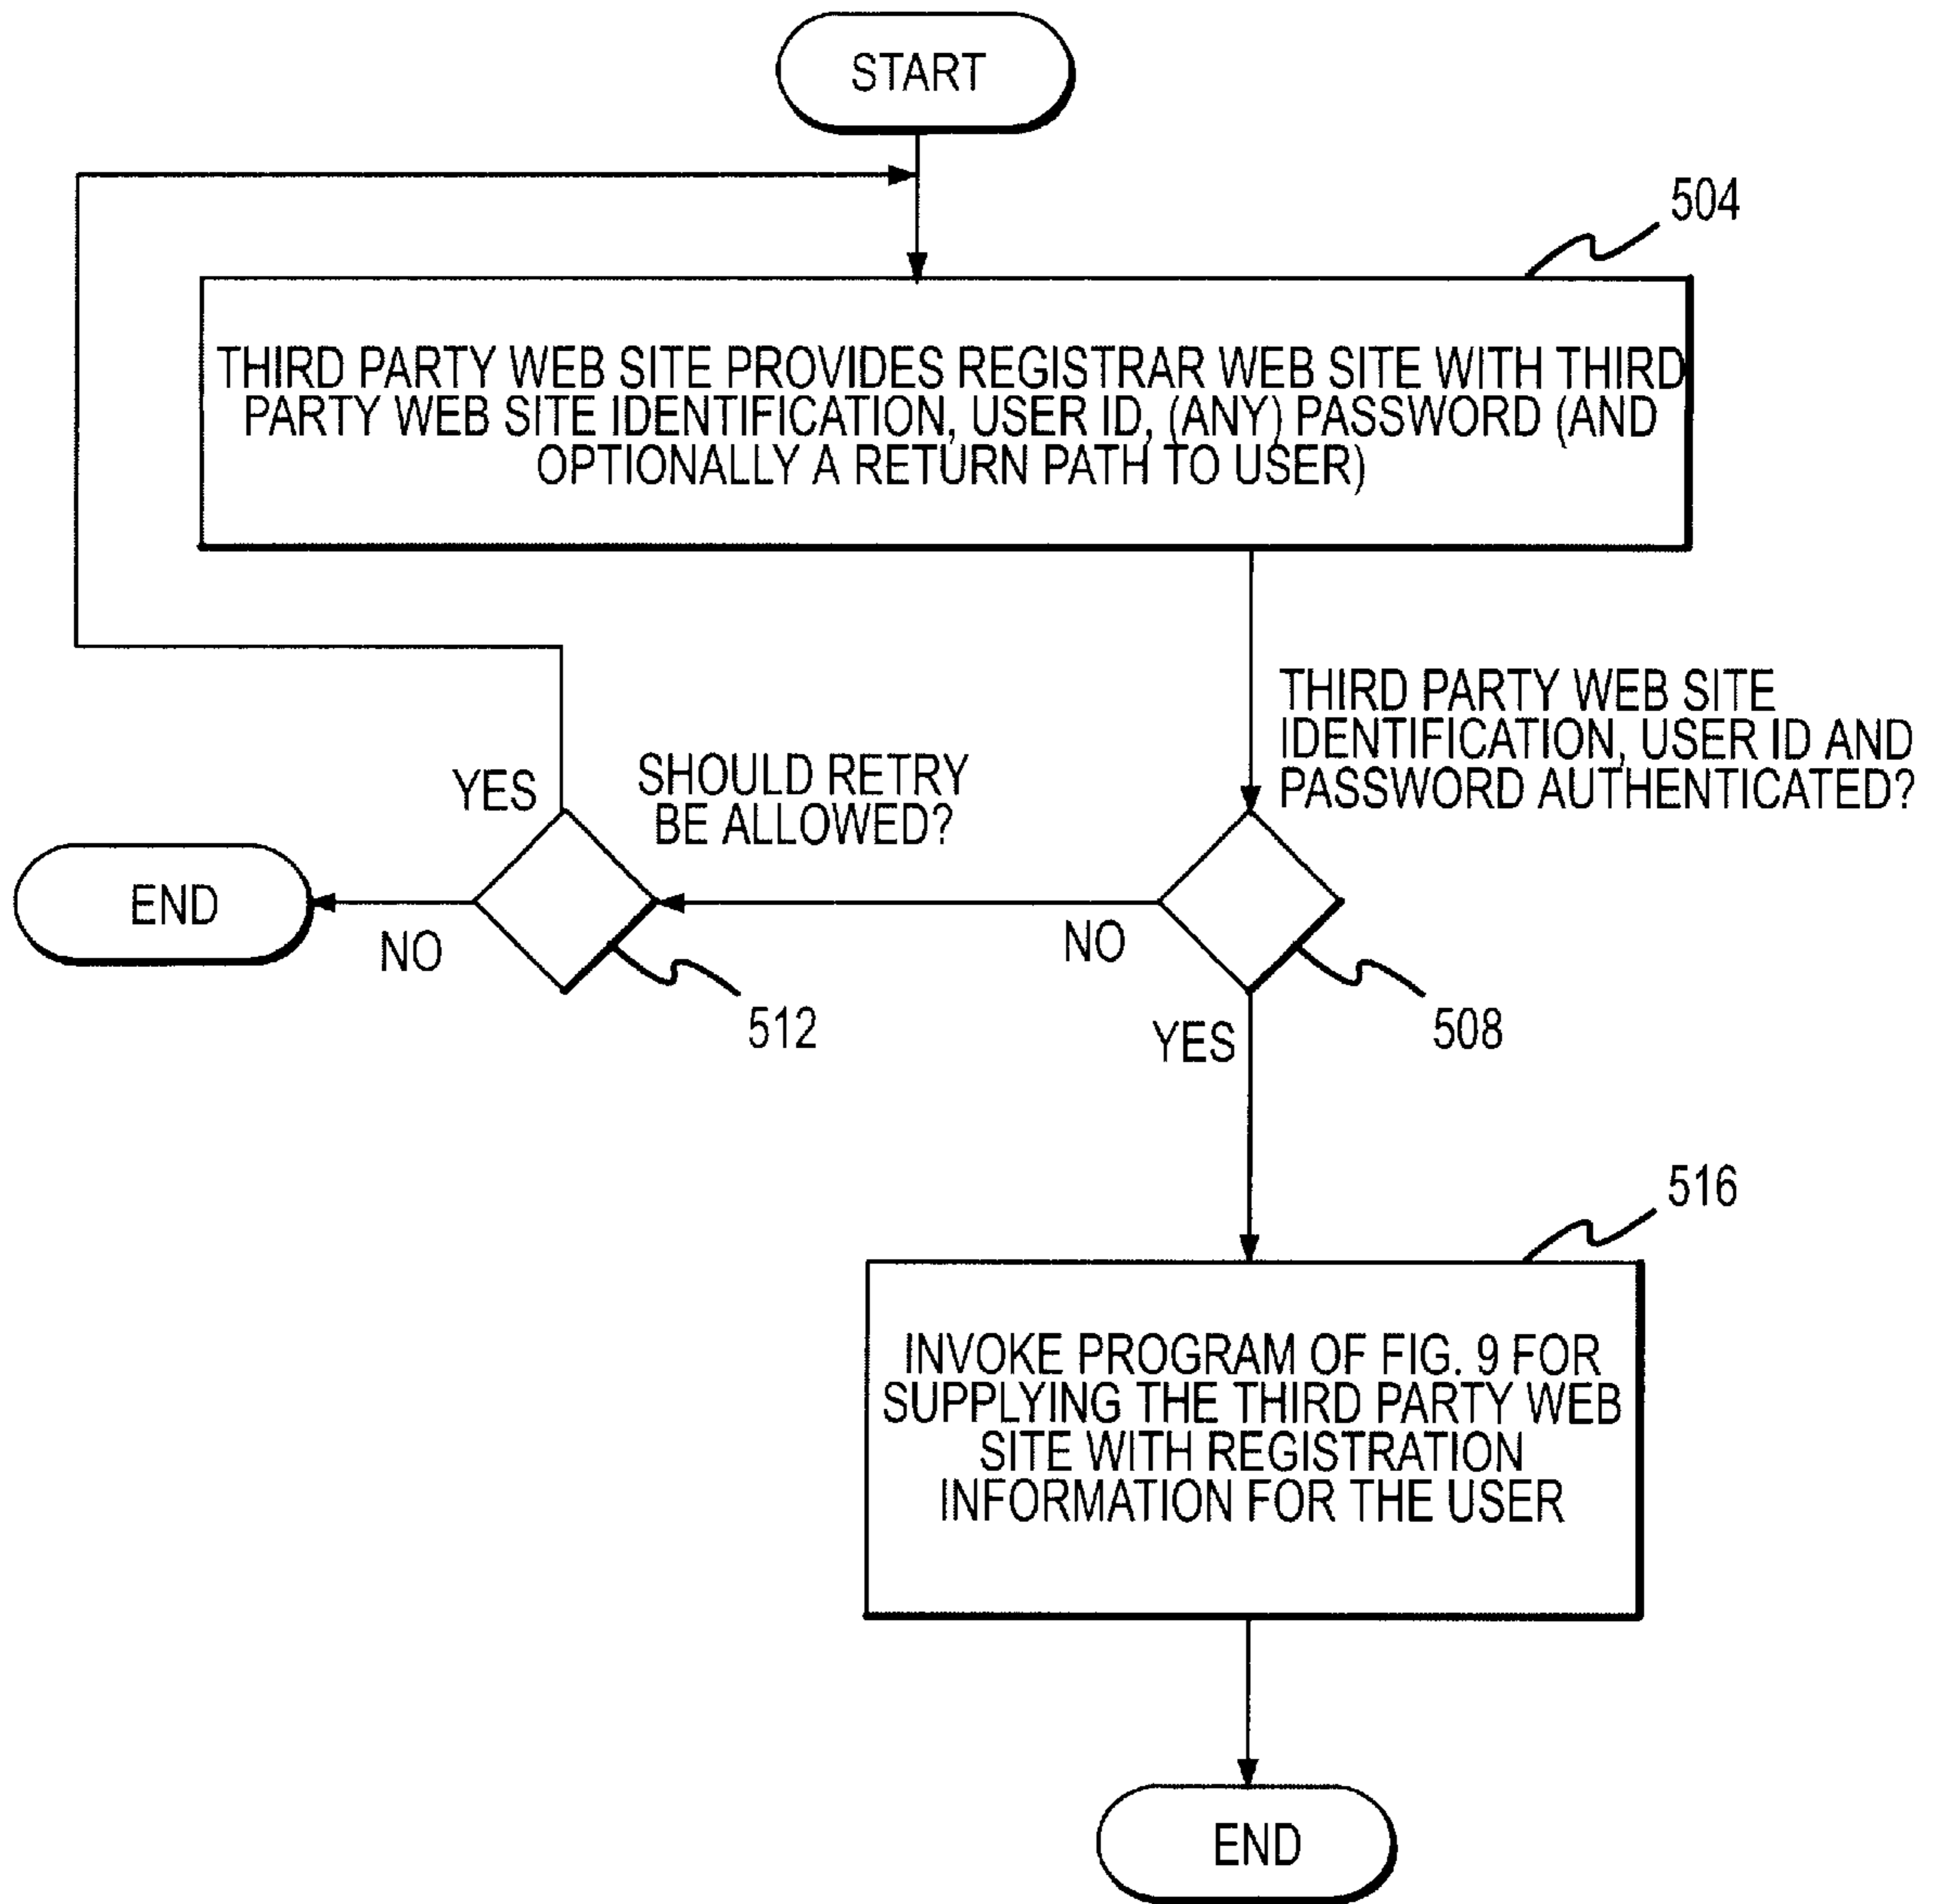 START
504
THIRD PARTY WEB SITE PROVIDES REGISTRAR WEB SITE WITH THIRD
PARTY WEB SITE IDENTIFICATION, USER ID, (ANY) PASSWORD (AND
OPTIONALLY A RETURN PATH TO USER)
THIRD PARTY WEB SITE
IDENTIFICATION, USER ID AND
PASSWORD AUTHENTICATED?
SHOULD RETRY
BE ALLOWED?
YES
END
NO
NO
512
508
YES
516
INVOKE PROGRAM OF FIG. 9 FOR
SUPPLYING THE THIRD PARTY WEB
SITE WITH REGISTRATION
INFORMATION FOR THE USER
END